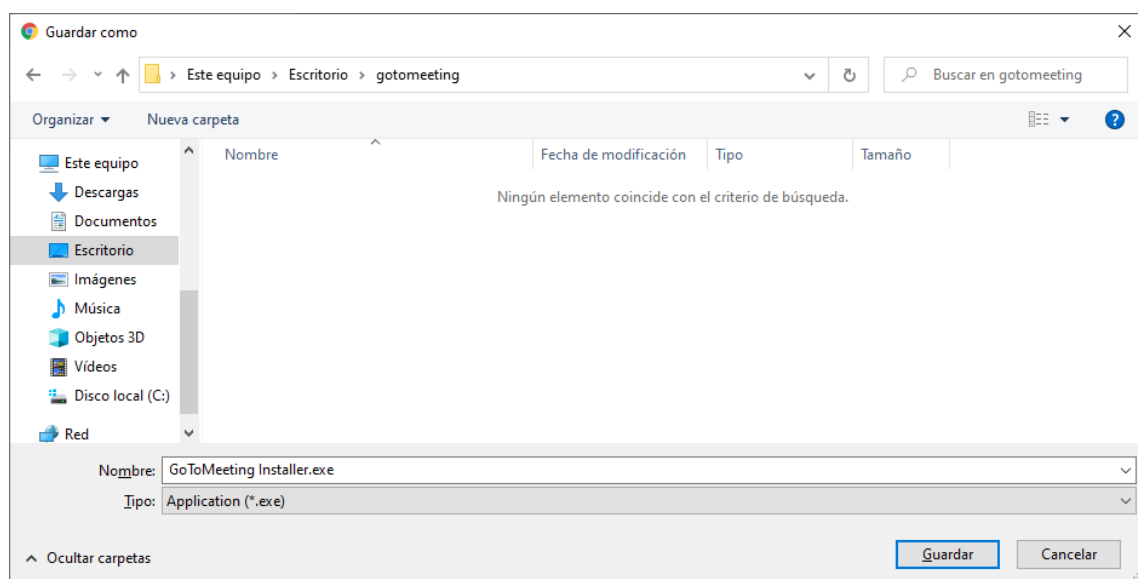 Guardar como
Este equipo > Escritorio > gotomeeting
Buscar en gotomeeting
Organizar
Nueva carpeta
Este equipo
Descargas
Documentos
Escritorio
Imágenes
Música
Objetos 3D
Vídeos
Disco local (C:)
Red
Nombre
Fecha de modificación
Tipo
Tamaño
Ningún elemento coincide con el criterio de búsqueda.
Nombre: GoToMeeting Installer.exe
Tipo: Application (*.exe)
Ocultar carpetas
Guardar
Cancelar